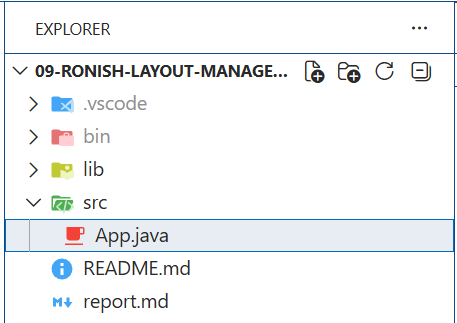 EXPLORER
09-RONISH-LAYOUT-MANAGE...
.vscode
bin
lib
src
App.java
README.md
report.md